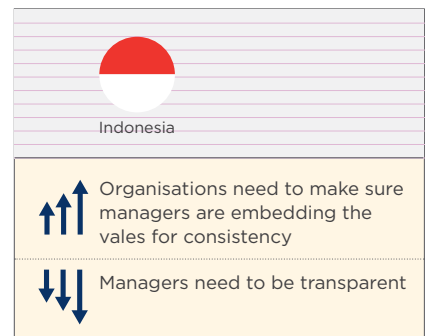 Indonesia
Organisations need to make sure
managers are embedding the
vales for consistency
Managers need to be transparent